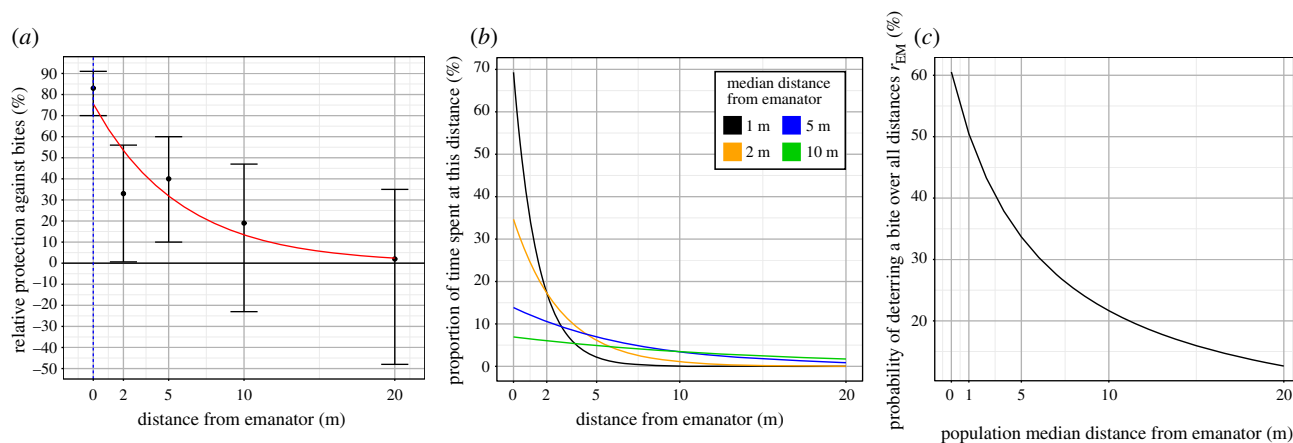 (a)
relative protection against bites (%)
90
80
70
60
50
40
30
20
10
0
−10
−20
−30
−40
−50
0 2 5 10 20
distance from emanator (m)
(b)
proportion of time spent at this distance (%)
70
60
50
40
30
20
10
0
median distance
from emanator
1 m 5 m
2 m 10 m
0 2 5 10 20
distance from emanator (m)
(c)
probability of deterring a bite over all distances rEM (%)
60
50
40
30
20
0 1 5 10 20
population median distance from emanator (m)